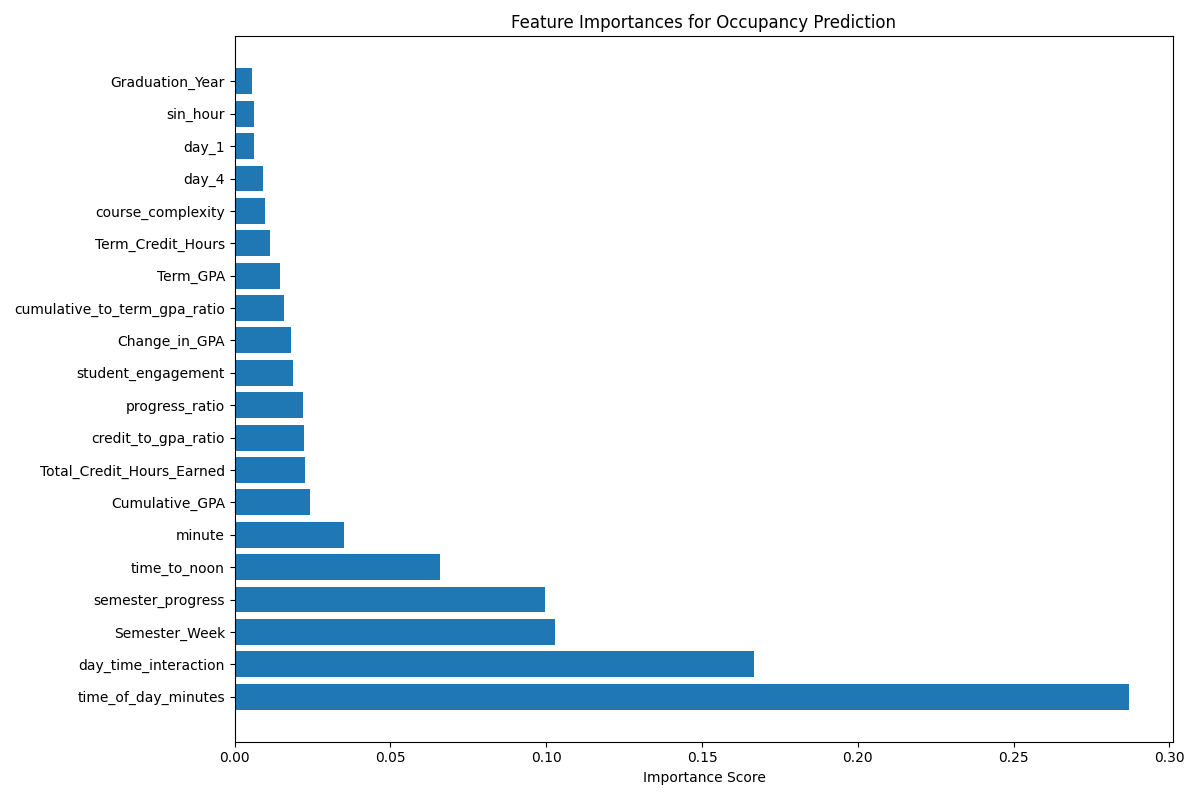 Feature Importances for Occupancy Prediction
Graduation_Year
sin_hour
day_1
day_4
course_complexity
Term_Credit_Hours
Term_GPA
cumulative_to_term_gpa_ratio
Change_in_GPA
student_engagement
progress_ratio
credit_to_gpa_ratio
Total_Credit_Hours_Earned
Cumulative_GPA
minute
time_to_noon
semester_progress
Semester_Week
day_time_interaction
time_of_day_minutes
0.00 0.05 0.10 0.15 0.20 0.25 0.30
Importance Score